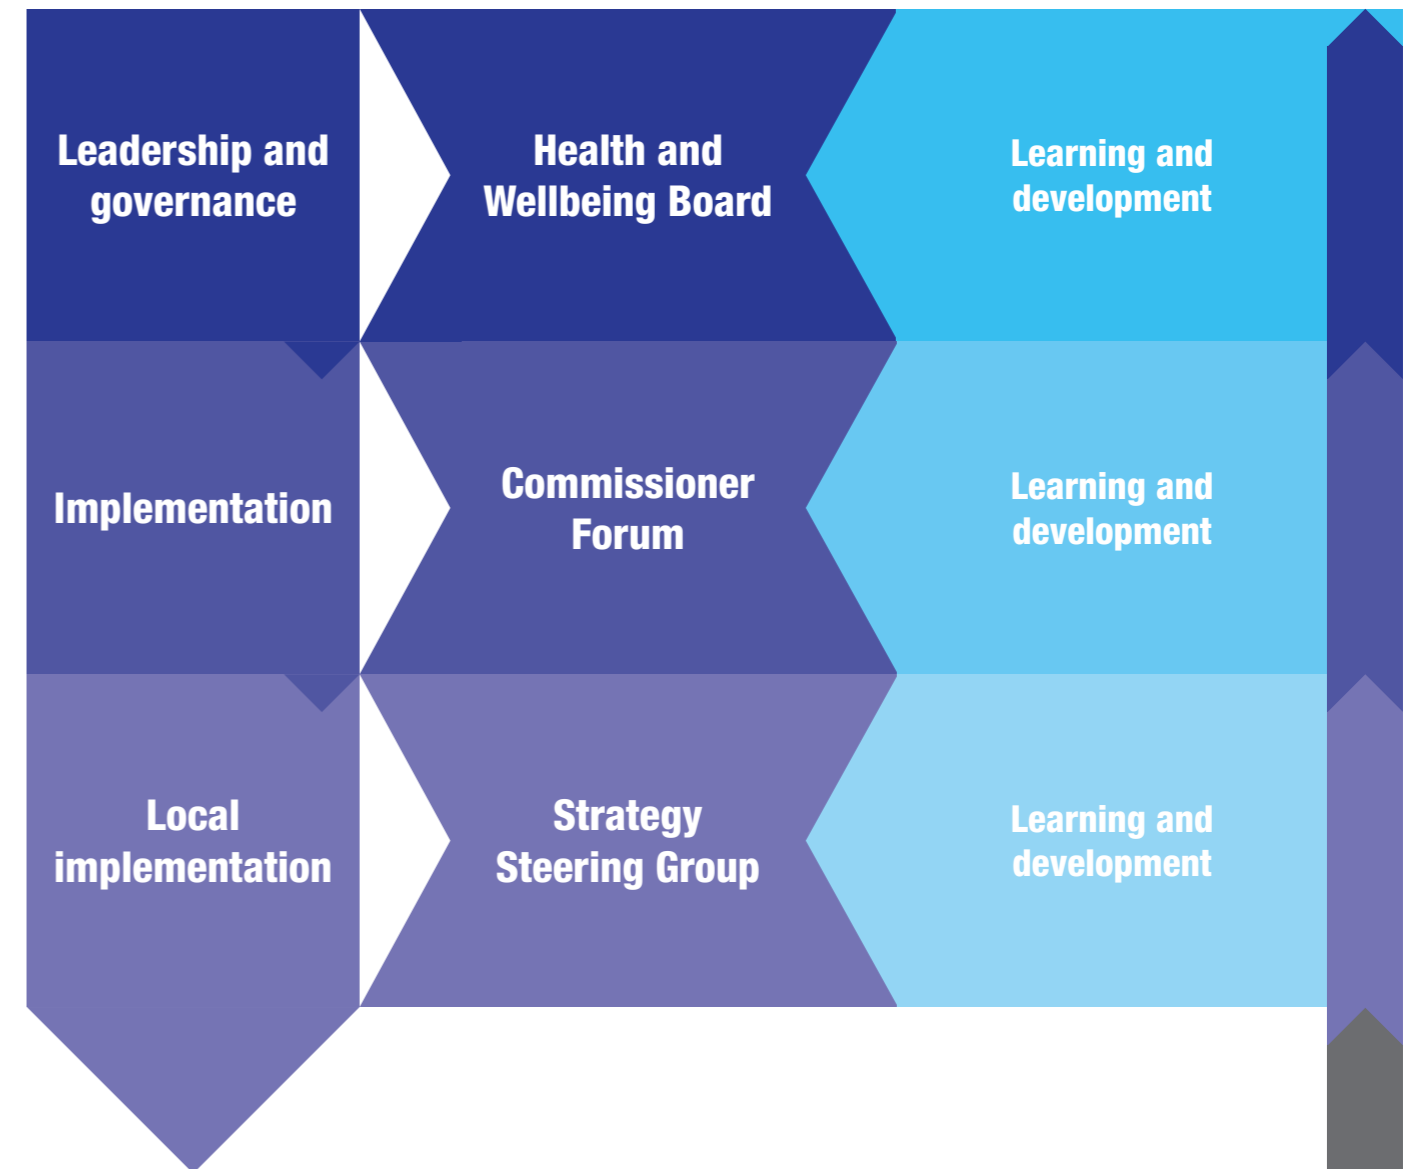 Leadership and
governance
Health and
Wellbeing Board
Learning and
development
Implementation
Commissioner
Forum
Learning and
development
Local
implementation
Strategy
Steering Group
Learning and
development